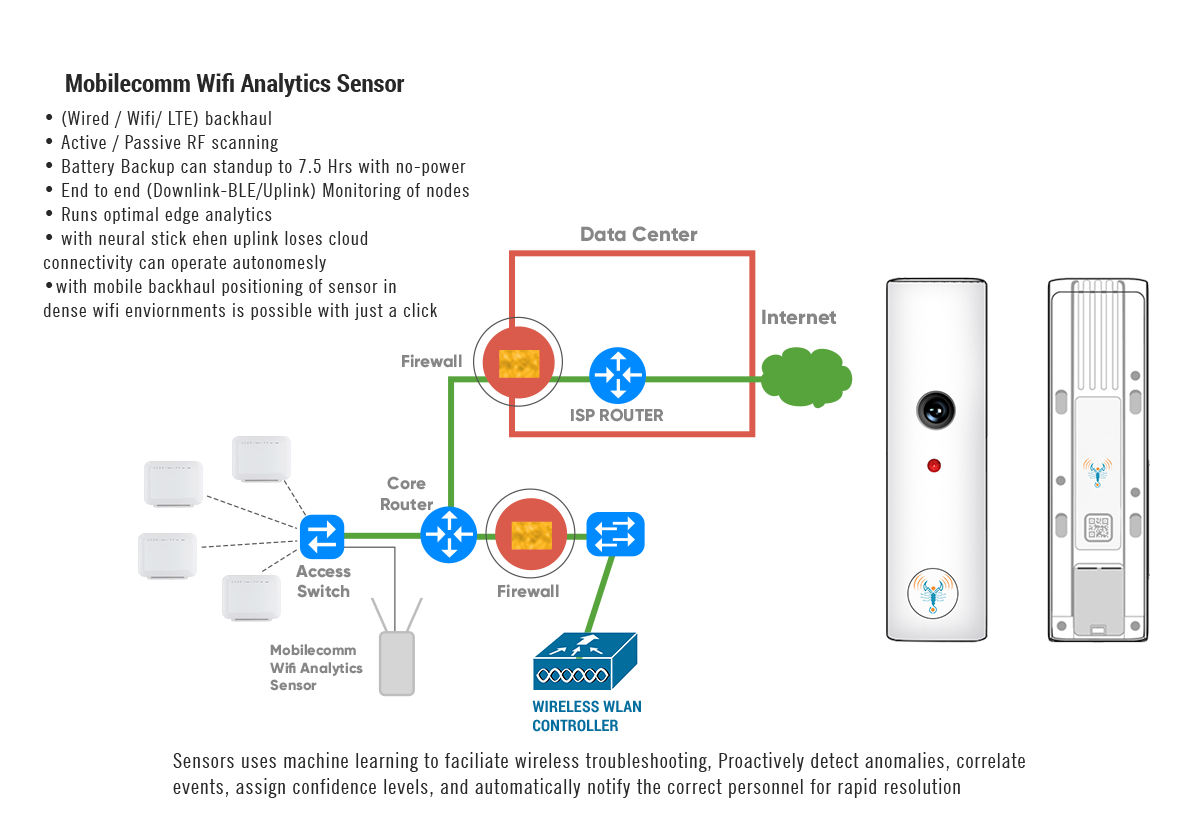 Mobilecomm Wifi Analytics Sensor
• (Wired / Wifi/ LTE) backhaul
• Active / Passive RF scanning
• Battery Backup can standup to 7.5 Hrs with no-power
• End to end (Downlink-BLE/Uplink) Monitoring of nodes
• Runs optimal edge analytics
• with neural stick ehen uplink loses cloud
connectivity can operate autonomesly
•with mobile backhaul positioning of sensor in
dense wifi enviornments is possible with just a click
Data Center
Internet
Firewall
ISP ROUTER
Core
Router
Access
Switch
Firewall
Mobilecomm
Wifi Analytics
Sensor
WIRELESS WLAN
CONTROLLER
Sensors uses machine learning to faciliate wireless troubleshooting, Proactively detect anomalies, correlate
events, assign confidence levels, and automatically notify the correct personnel for rapid resolution